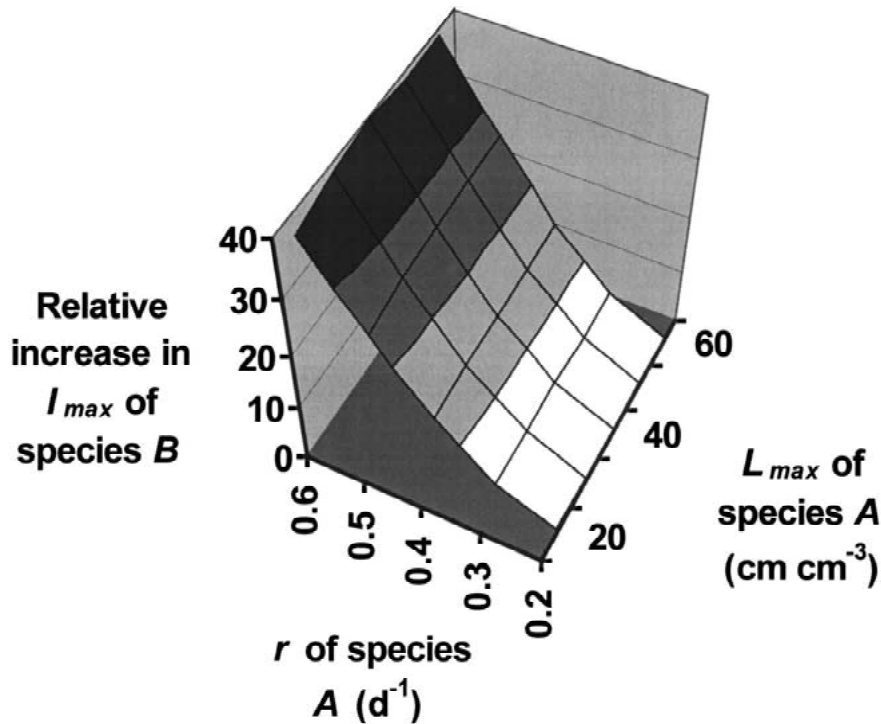 Relative
increase in
I max of
species B
40
30
20
10
0
0.6
0.5
0.4
0.3
0.2
r of species
A (d-1)
20
40
60
L max of
species A
(cm cm-3)